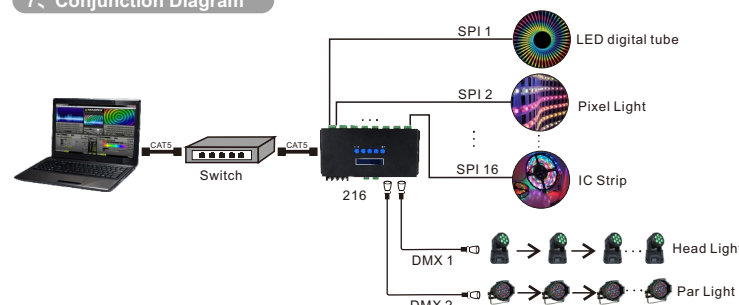 7、Conjunction Diagram
SPI 1
LED digital tube
SPI 2
Pixel Light
CAT5
CAT5
Switch
SPI 16
IC Strip
216
DMX 1
Head Light
DMX 2
Par Light